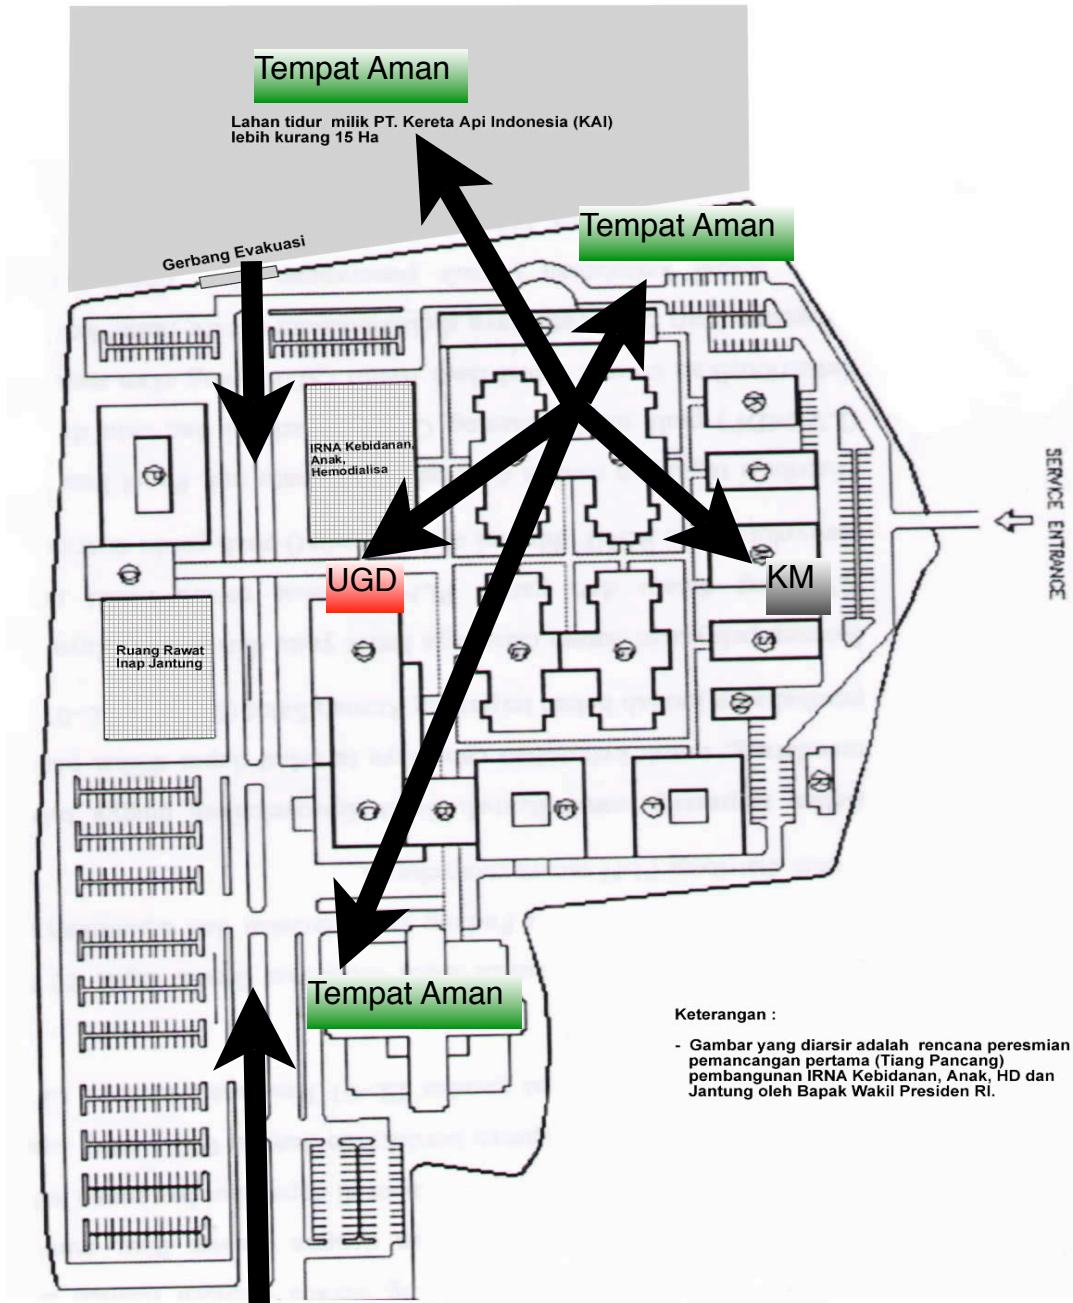 Tempat Aman
Lahan tidur milik PT. Kereta Api Indonesia (KAI)
lebih kurang 15 Ha
Tempat Aman
Gerbang Evakuasi
IRNA Kebidanan,
Anak,
Hemodialisa
SERVICE ENTRANCE
UGD
KM
Ruang Rawat
Inap Jantung
Tempat Aman
Keterangan :
- Gambar yang diarsir adalah rencana peresmian
pemancangan pertama (Tiang Pancang)
pembangunan IRNA Kebidanan, Anak, HD dan
Jantung oleh Bapak Wakil Presiden RI.